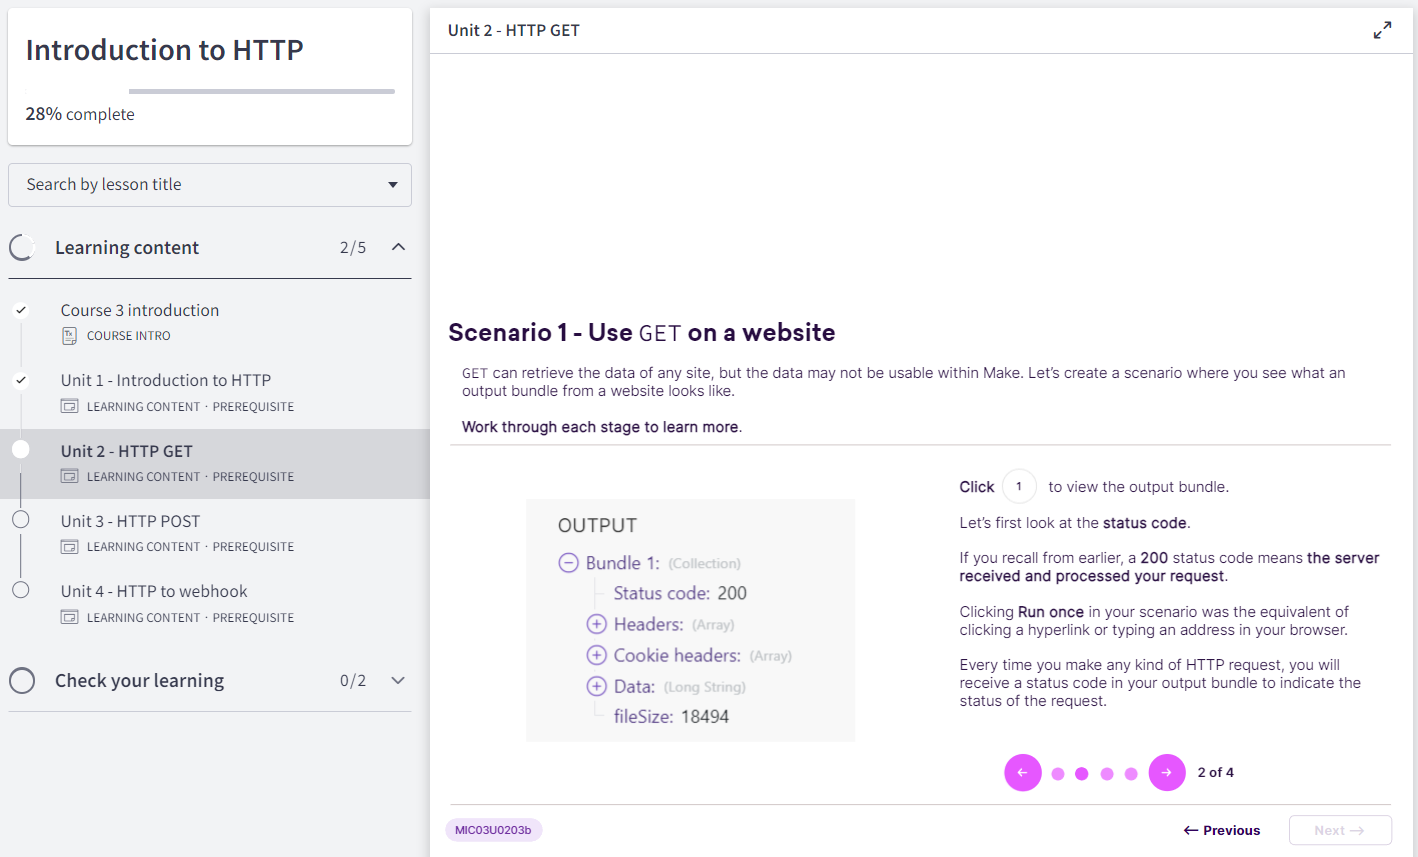 Introduction to HTTP
28% complete
Search by lesson title
Learning content 2/5
Course 3 introduction
COURSE INTRO
Unit 1 - Introduction to HTTP
LEARNING CONTENT · PREREQUISITE
Unit 2 - HTTP GET
LEARNING CONTENT · PREREQUISITE
Unit 3 - HTTP POST
LEARNING CONTENT · PREREQUISITE
Unit 4 - HTTP to webhook
LEARNING CONTENT · PREREQUISITE
Check your learning 0/2
Unit 2 - HTTP GET
Scenario 1 - Use GET on a website
GET can retrieve the data of any site, but the data may not be usable within Make. Let's create a scenario where you see what an
output bundle from a website looks like.
Work through each stage to learn more.
OUTPUT
Bundle 1: (Collection)
Status code: 200
Headers: (Array)
Cookie headers: (Array)
Data: (Long String)
fileSize: 18494
Click 1 to view the output bundle.
Let's first look at the status code.
If you recall from earlier, a 200 status code means the server
received and processed your request.
Clicking Run once in your scenario was the equivalent of
clicking a hyperlink or typing an address in your browser.
Every time you make any kind of HTTP request, you will
receive a status code in your output bundle to indicate the
status of the request.
← → 2 of 4
MIC03U0203b
← Previous Next →